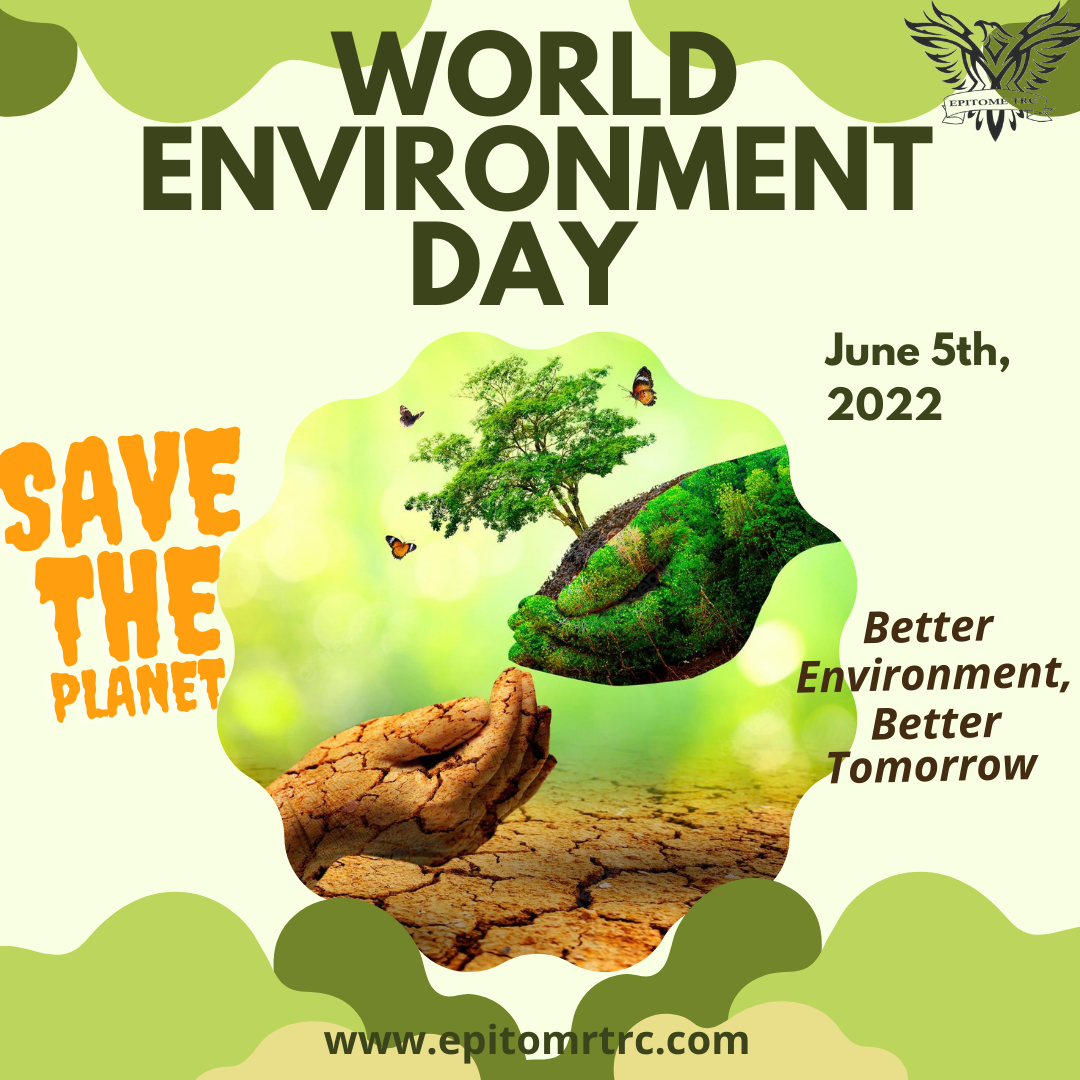 WORLD
ENVIRONMENT
DAY
EPITOME TRC
June 5th,
2022
SAVE
THE
PLANET
Better
Environment,
Better
Tomorrow
www.epitomrtrc.com